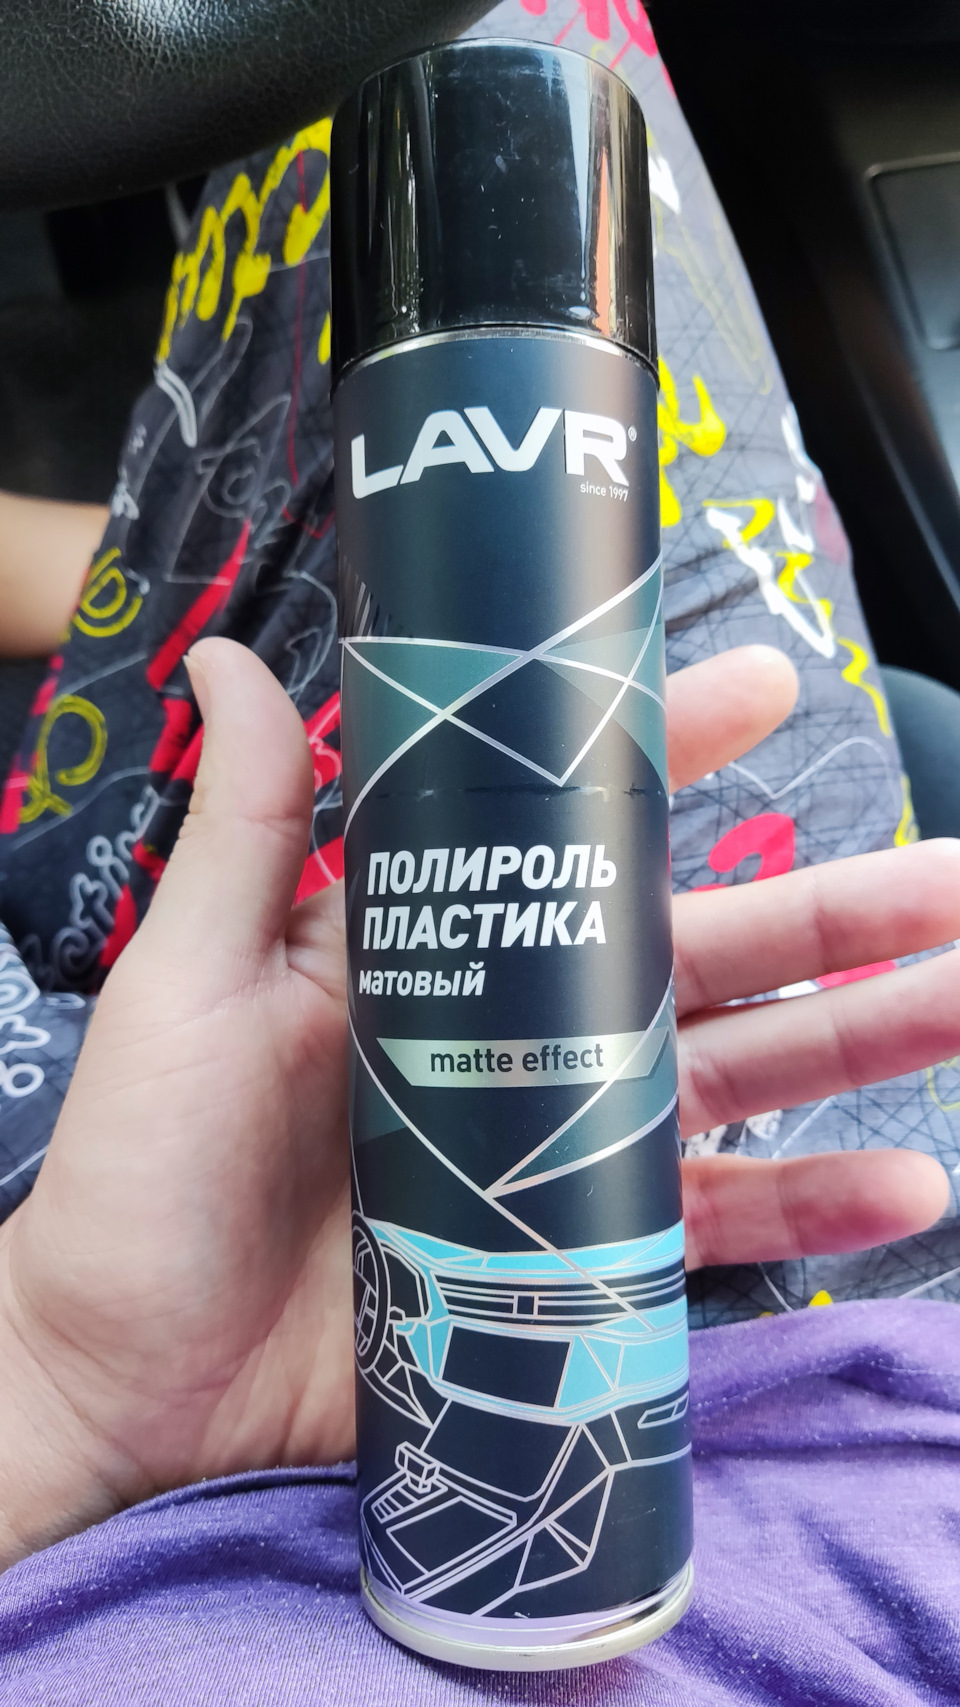 LAVR®
since 1997
ПОЛИРОЛЬ
ПЛАСТИКА
матовый
matte effect